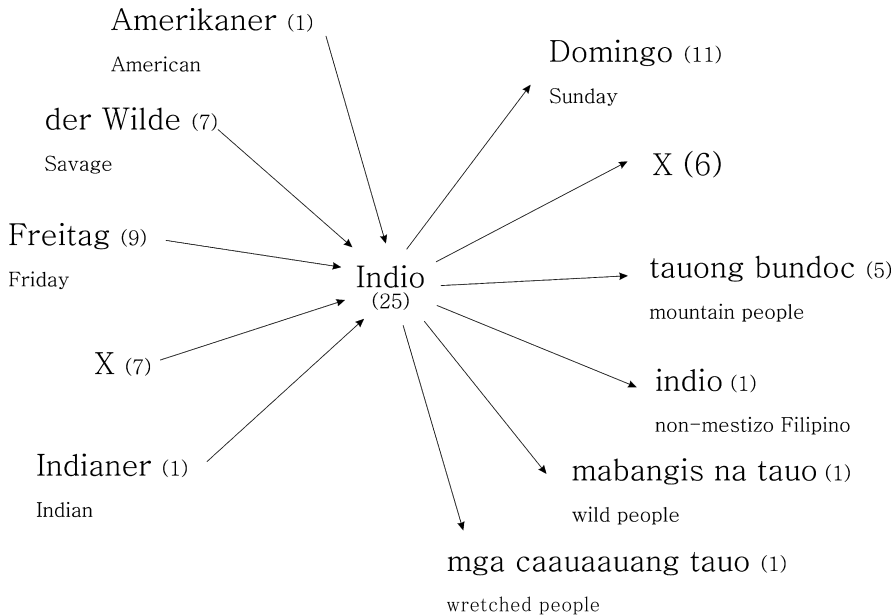 Amerikaner (1)
American
der Wilde (7)
Savage
Freitag (9)
Friday
X (7)
Indianer (1)
Indian
Indio
(25)
Domingo (11)
Sunday
X (6)
tauong bundoc (5)
mountain people
indio (1)
non-mestizo Filipino
mabangis na tauo (1)
wild people
mga caauaauang tauo (1)
wretched people